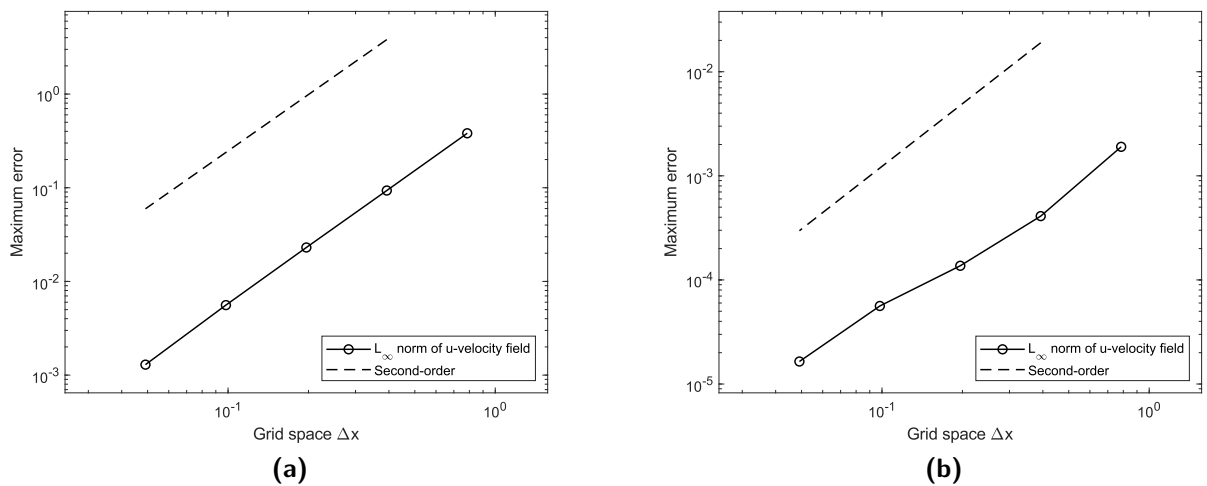 Maximum error
10^0
10^-1
10^-2
10^-3
10^-1
10^0
Grid space Δx
L∞ norm of u-velocity field
Second-order
(a)
Maximum error
10^-2
10^-3
10^-4
10^-5
10^-1
10^0
Grid space Δx
L∞ norm of u-velocity field
Second-order
(b)